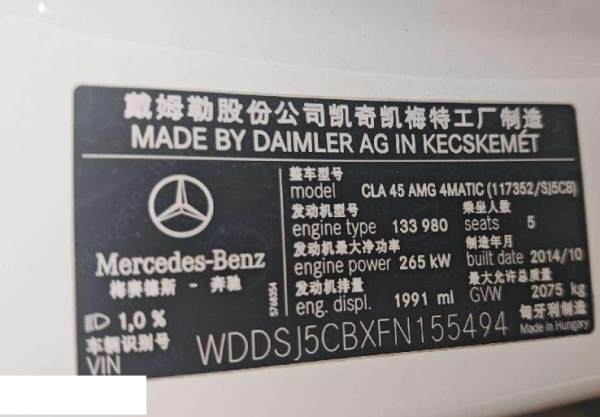 戴姆勒股份公司凯奇凯梅特工厂制造
MADE BY DAIMLER AG IN KECSKEMÉT
整车型号
model CLA 45 AMG 4MATIC (117352/SJ5CB)
发动机型号 乘坐人数
engine type 133 980 seats 5
发动机最大净功率 制造年月
engine power 265 kW built date 2014/10
发动机排量 最大允许总质量
eng. displ. 1991 ml GVW 2075 kg
Mercedes-Benz
梅赛德斯 - 奔驰
5768354
1,0 %
车辆识别号
VIN WDDSJ5CBXFN155494
匈牙利制造
Made in Hungary